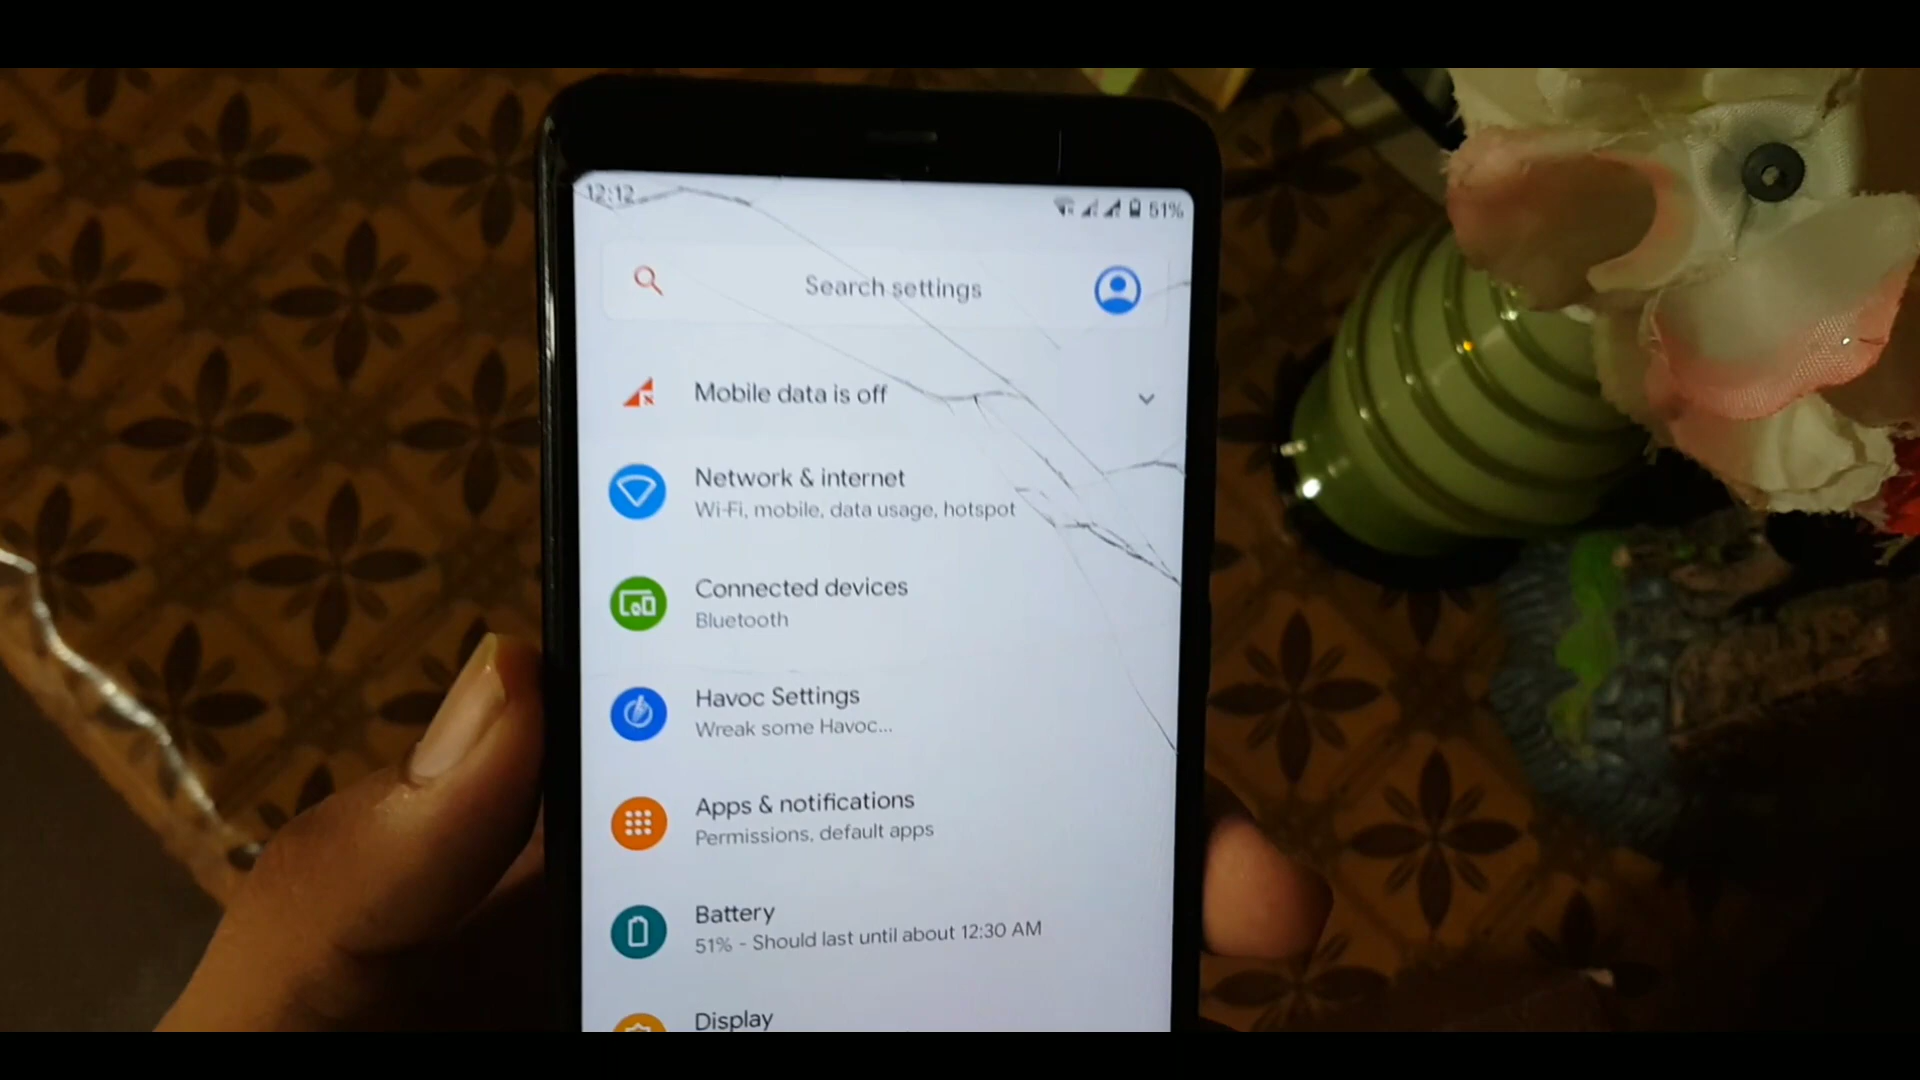 12:12
51%
Search settings
Mobile data is off
Network & internet
Wi-Fi, mobile, data usage, hotspot
Connected devices
Bluetooth
Havoc Settings
Wreak some Havoc...
Apps & notifications
Permissions, default apps
Battery
51% - Should last until about 12:30 AM
Display